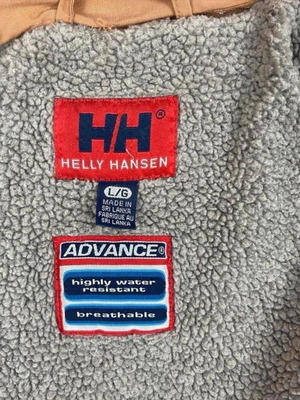 HH®
HELLY HANSEN
L/G
MADE IN
SRI LANKA
FABRIQUE AU
SRI LANKA
ADVANCE®
highly water
resistant
breathable